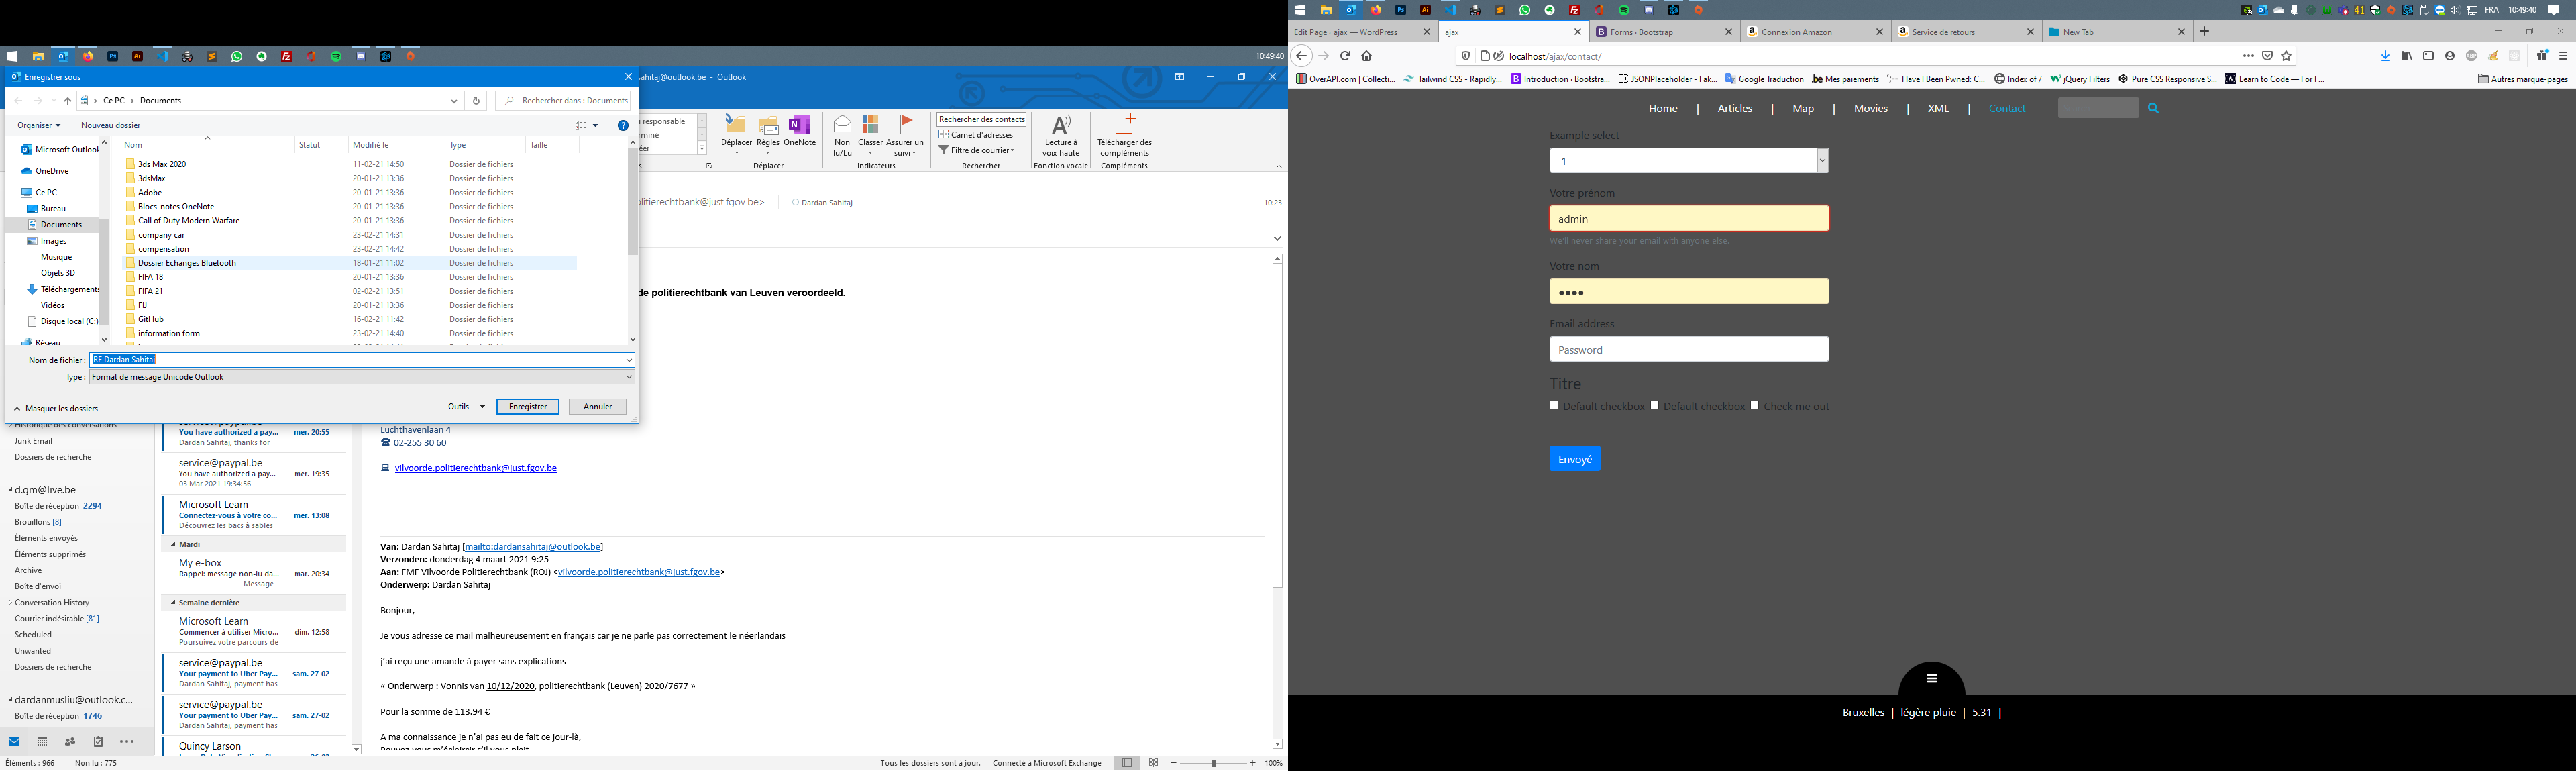 10:49:40
Enregistrer sous
sahitaj@outlook.be - Outlook
Ce PC > Documents
Rechercher dans : Documents
Organiser
Nouveau dossier
Nom
Statut
Modifié le
Type
Taille
Microsoft Outlook
OneDrive
Ce PC
Bureau
Documents
Images
Musique
Objets 3D
Téléchargements
Vidéos
Disque local (C:)
Réseau
3ds Max 2020 11-02-21 14:50 Dossier de fichiers
3dsMax 20-01-21 13:36 Dossier de fichiers
Adobe 20-01-21 13:36 Dossier de fichiers
Blocs-notes OneNote 20-01-21 13:36 Dossier de fichiers
Call of Duty Modern Warfare 20-01-21 13:36 Dossier de fichiers
company car 23-02-21 14:31 Dossier de fichiers
compensation 23-02-21 14:42 Dossier de fichiers
Dossier Echanges Bluetooth 18-01-21 11:02 Dossier de fichiers
FIFA 18 20-01-21 13:36 Dossier de fichiers
FIFA 21 02-02-21 13:51 Dossier de fichiers
FIJ 20-01-21 13:36 Dossier de fichiers
GitHub 16-02-21 11:42 Dossier de fichiers
information form 23-02-21 14:40 Dossier de fichiers
Nom de fichier : RE Dardan Sahitaj
Type : Format de message Unicode Outlook
Masquer les dossiers
Outils
Enregistrer
Annuler
responsable
miné
éer
Déplacer
Règles
OneNote
Déplacer
Non lu/Lu
Classer
Assurer un suivi
Indicateurs
Rechercher des contacts
Carnet d'adresses
Filtre de courrier
Rechercher
Lecture à voix haute
Fonction vocale
Télécharger des compléments
Compléments
olitierechtbank@just.fgov.be>
Dardan Sahitaj
10:23
de politierechtbank van Leuven veroordeeld.
Luchthavenlaan 4
02-255 30 60
vilvoorde.politierechtbank@just.fgov.be
Van: Dardan Sahitaj [mailto:dardansahitaj@outlook.be]
Verzonden: donderdag 4 maart 2021 9:25
Aan: FMF Vilvoorde Politierechtbank (ROJ) <vilvoorde.politierechtbank@just.fgov.be>
Onderwerp: Dardan Sahitaj
Bonjour,
Je vous adresse ce mail malheureusement en français car je ne parle pas correctement le néerlandais
j'ai reçu une amande à payer sans explications
« Onderwerp : Vonnis van 10/12/2020, politierechtbank (Leuven) 2020/7677 »
Pour la somme de 113.94 €
A ma connaissance je n'ai pas eu de fait ce jour-là,
Pouvez-vous m'éclaircir s'il vous plait
Historique des conversations
Junk Email
Dossiers de recherche
d.gm@live.be
Boîte de réception 2294
Brouillons [8]
Éléments envoyés
Éléments supprimés
Archive
Boîte d'envoi
Conversation History
Courrier indésirable [81]
Scheduled
Unwanted
Dossiers de recherche
dardanmusliu@outlook.c...
Boîte de réception 1746
service@paypal.be
You have authorized a pay... mer. 20:55
Dardan Sahitaj, thanks for
service@paypal.be
You have authorized a pay... mer. 19:35
03 Mar 2021 19:34:56
Microsoft Learn
Connectez-vous à votre co... mer. 13:08
Découvrez les bacs à sables
Mardi
My e-box
Rappel: message non-lu da... mar. 20:34
Message
Semaine dernière
Microsoft Learn
Commencer à utiliser Micro... dim. 12:58
Poursuivez votre parcours de
service@paypal.be
Your payment to Uber Pay... sam. 27-02
Dardan Sahitaj, payment has
service@paypal.be
Your payment to Uber Pay... sam. 27-02
Dardan Sahitaj, payment has
Quincy Larson
Éléments : 966
Non lu : 775
Tous les dossiers sont à jour.
Connecté à Microsoft Exchange
100%
41
FRA
10:49:40
Edit Page ‹ ajax — WordPress
ajax
Forms · Bootstrap
Connexion Amazon
Service de retours
New Tab
localhost/ajax/contact/
OverAPI.com | Collecti...
Tailwind CSS - Rapidly...
Introduction · Bootstra...
JSONPlaceholder - Fak...
Google Traduction
Mes paiements
Have I Been Pwned: C...
Index of /
jQuery Filters
Pure CSS Responsive S...
Learn to Code — For F...
Autres marque-pages
Home | Articles | Map | Movies | XML | Contact
Example select
1
Votre prénom
admin
We'll never share your email with anyone else.
Votre nom
Email address
Password
Titre
Default checkbox
Default checkbox
Check me out
Envoyé
Bruxelles | légère pluie | 5.31 |